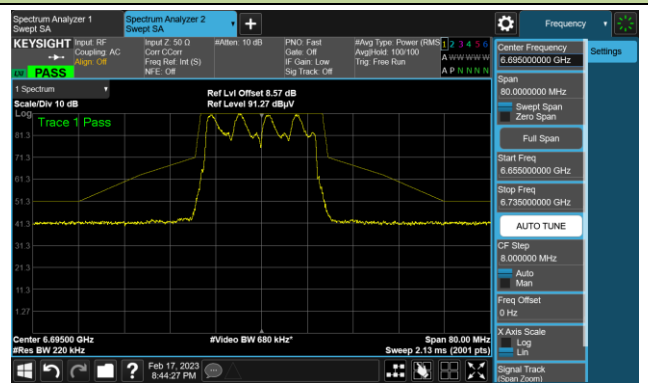 Spectrum Analyzer 1
Swept SA
Spectrum Analyzer 2
Swept SA
Frequency
KEYSIGHT
Input: RF
Coupling: AC
Align: Off
Input Z: 50 Ω
Corr CCorr
Freq Ref: Int (S)
NFE: Off
#Atten: 10 dB
PNO: Fast
Gate: Off
IF Gain: Low
Sig Track: Off
#Avg Type: Power (RMS)
Avg|Hold: 100/100
Trig: Free Run
1 2 3 4 5 6
A W W W W W
A P N N N N
PASS
1 Spectrum
Scale/Div 10 dB
Ref Lvl Offset 8.57 dB
Ref Level 91.27 dBµV
Log
Trace 1 Pass
81.3
71.3
61.3
51.3
41.3
31.3
21.3
11.3
1.27
Center 6.69500 GHz
#Video BW 680 kHz*
Span 80.00 MHz
#Res BW 220 kHz
Sweep 2.13 ms (2001 pts)
Feb 17, 2023
8:44:27 PM
Center Frequency
6.695000000 GHz
Settings
Span
80.0000000 MHz
Swept Span
Zero Span
Full Span
Start Freq
6.655000000 GHz
Stop Freq
6.735000000 GHz
AUTO TUNE
CF Step
8.000000 MHz
Auto
Man
Freq Offset
0 Hz
X Axis Scale
Log
Lin
Signal Track
(Span Zoom)